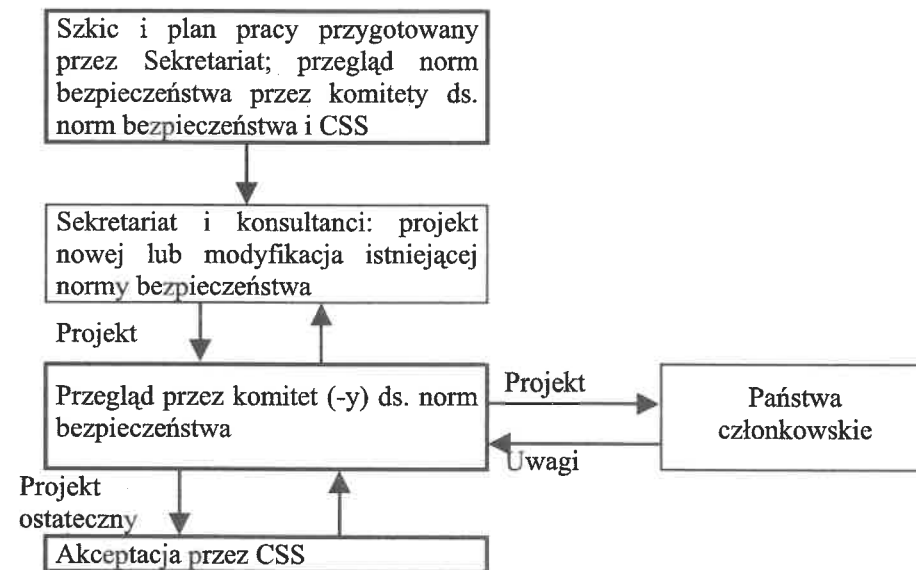 Szkic i plan pracy przygotowany
przez Sekretariat; przegląd norm
bezpieczeństwa przez komitety ds.
norm bezpieczeństwa i CSS
Sekretariat i konsultanci: projekt
nowej lub modyfikacja istniejącej
normy bezpieczeństwa
Projekt
Przegląd przez komitet (-y) ds. norm
bezpieczeństwa
Projekt
Państwa
członkowskie
Uwagi
Projekt
ostateczny
Akceptacja przez CSS